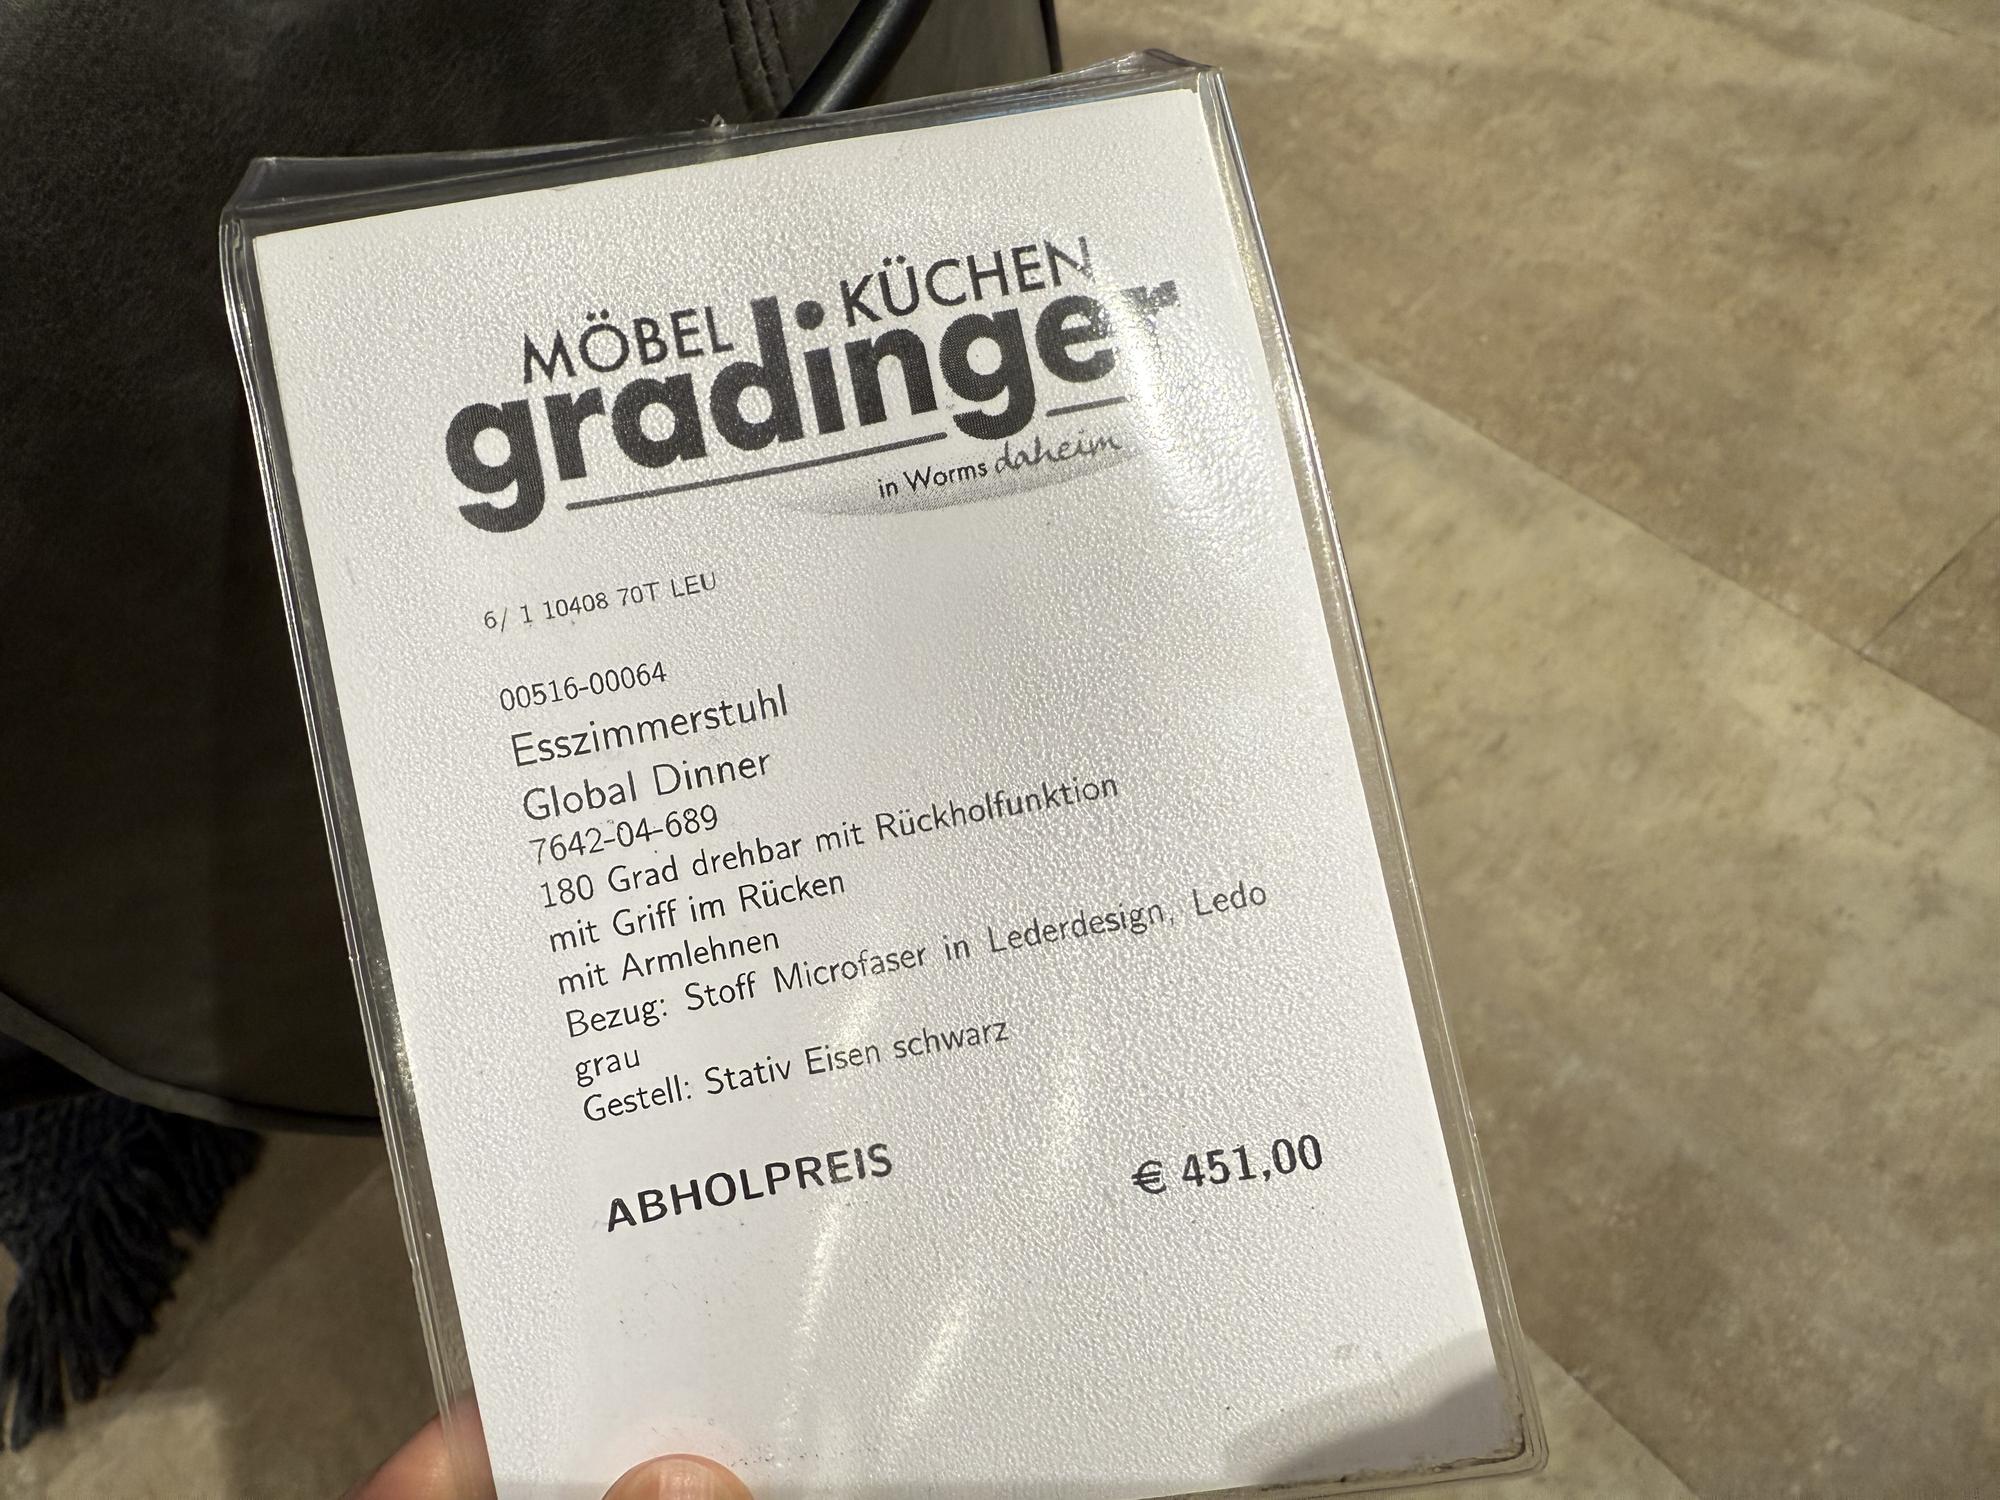 MÖBEL KÜCHEN
gradinger
in Worms daheim
6/ 1 10408 70T LEU
00516-00064
Esszimmerstuhl
Global Dinner
7642-04-689
180 Grad drehbar mit Rückholfunktion
mit Griff im Rücken
mit Armlehnen
Bezug: Stoff Microfaser in Lederdesign, Ledo
grau
Gestell: Stativ Eisen schwarz
ABHOLPREIS € 451,00